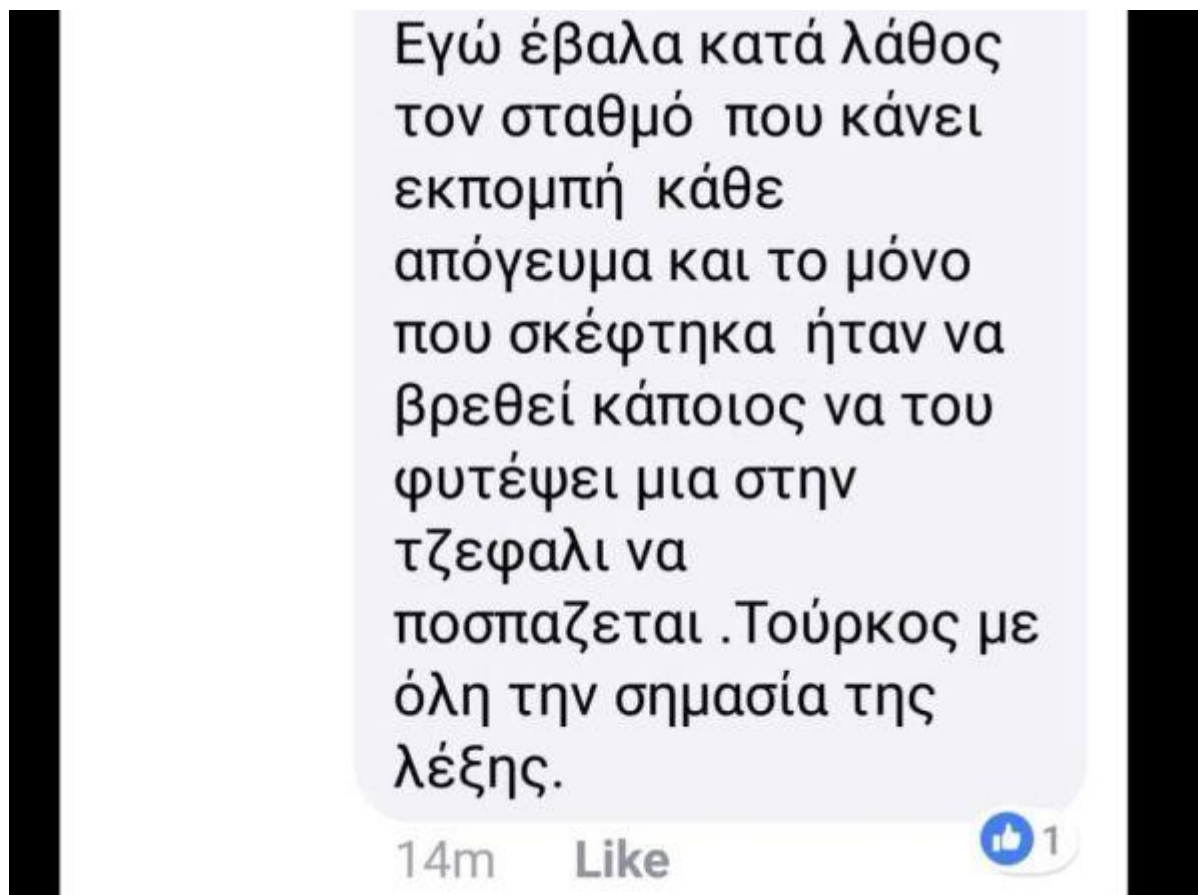 Εγώ έβαλα κατά λάθος
τον σταθμό που κάνει
εκπομπή κάθε
απόγευμα και το μόνο
που σκέφτηκα ήταν να
βρεθεί κάποιος να του
φυτέψει μια στην
τζεφαλι να
ποσπαζεται .Τούρκος με
όλη την σημασία της
λέξης.
14m Like 1